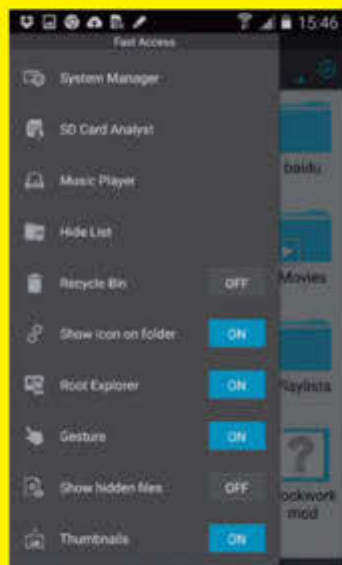 15:46
Fast Access
System Manager
SD Card Analyst
Music Player
Hide List
Recycle Bin OFF
Show icon on folder ON
Root Explorer ON
Gesture ON
Show hidden files OFF
Thumbnails ON
baidu
Movies
Playlists
lockwork
mod